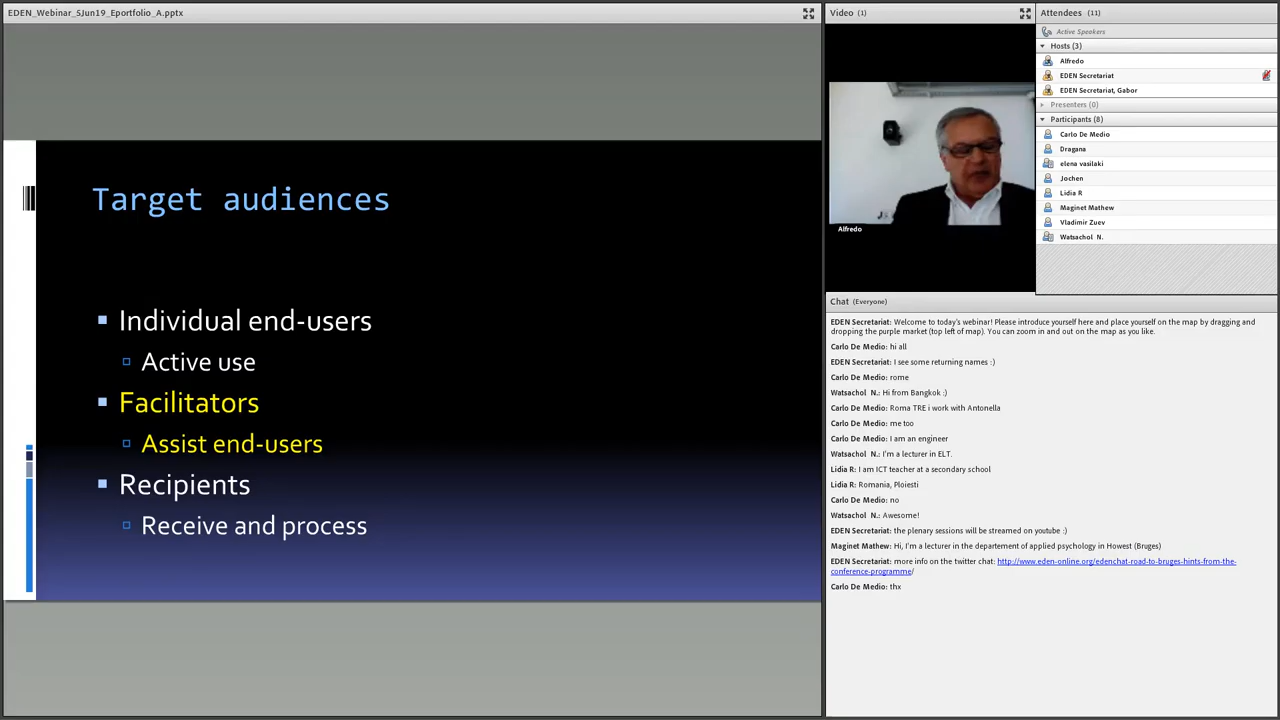 EDEN_Webinar_5Jun19_Eportfolio_A.pptx
Target audiences
Individual end-users
Active use
Facilitators
Assist end-users
Recipients
Receive and process
Video (1)
Alfredo
Attendees (11)
Active Speakers
Hosts (3)
Alfredo
EDEN Secretariat
EDEN Secretariat, Gabor
Presenters (0)
Participants (8)
Carlo De Medio
Dragana
elena vasilaki
Jochen
Lidia R
Maginet Mathew
Vladimir Zuev
Watsachol N.
Chat (Everyone)
EDEN Secretariat: Welcome to today's webinar! Please introduce yourself here and place yourself on the map by dragging and
dropping the purple market (top left of map). You can zoom in and out on the map as you like.
Carlo De Medio: hi all
EDEN Secretariat: I see some returning names :)
Carlo De Medio: rome
Watsachol N.: Hi from Bangkok :)
Carlo De Medio: Roma TRE i work with Antonella
Carlo De Medio: me too
Carlo De Medio: I am an engineer
Watsachol N.: I'm a lecturer in ELT.
Lidia R: I am ICT teacher at a secondary school
Lidia R: Romania, Ploiesti
Carlo De Medio: no
Watsachol N.: Awesome!
EDEN Secretariat: the plenary sessions will be streamed on youtube :)
Maginet Mathew: Hi, I'm a lecturer in the departement of applied psychology in Howest (Bruges)
EDEN Secretariat: more info on the twitter chat: http://www.eden-online.org/edenchat-road-to-bruges-hints-from-the-
conference-programme/
Carlo De Medio: thx